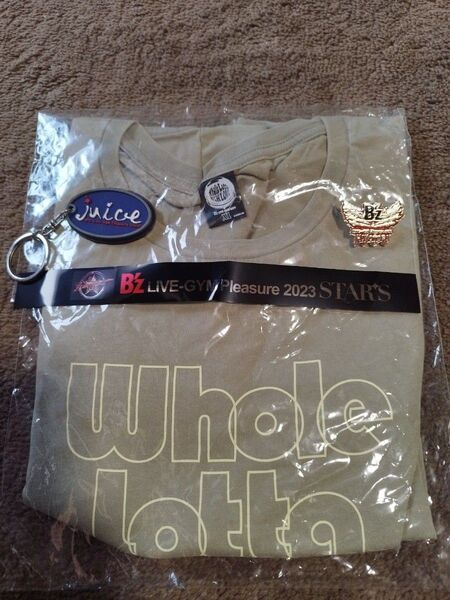 juice
B'z
B'z LIVE-GYM Pleasure 2023 STARS
Whole
lotta